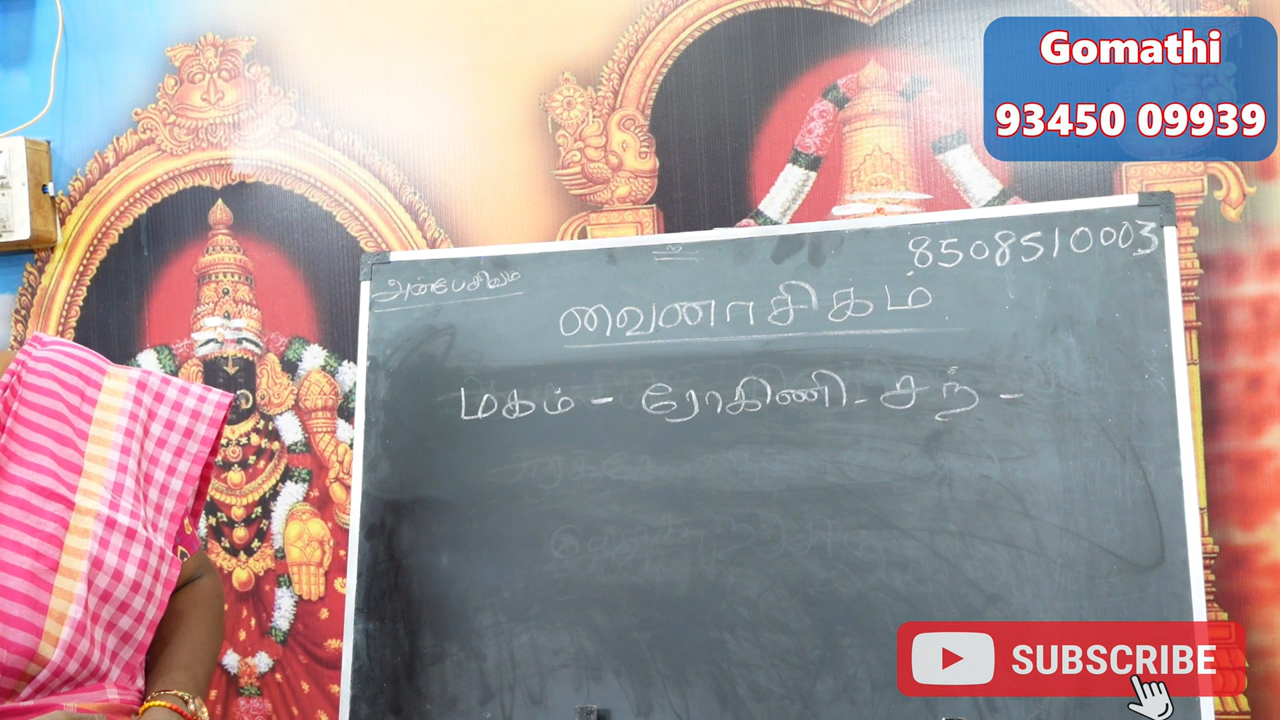 Gomathi
93450 09939
உ
8508510003
அன்பே சிவம்
வைனாசிகம்
மகம் - ரோகிணி - சந் -
SUBSCRIBE